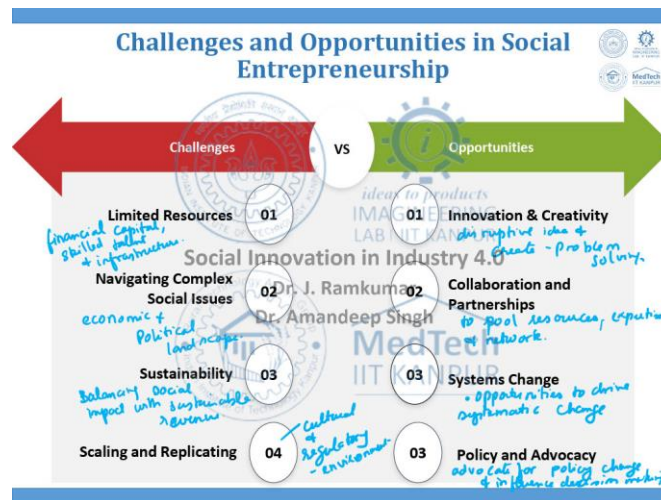 Challenges and Opportunities in Social
Entrepreneurship
MedTech
IIT KANPUR
Challenges
VS
Opportunities
ideas to products
IMAGINEERING
LAB IIT KANPUR
Social Innovation in Industry 4.0
Dr. J. Ramkumar
Dr. Amandeep Singh
MedTech
IIT KANPUR
Limited Resources
01
financial capital,
skilled talent
& infrastructure.
Navigating Complex
Social Issues
02
economic &
Political
landscape
Sustainability
03
Balancing social
impact with sustainable
revenue
Scaling and Replicating
04
cultural
&
regulatory
- environment
01
Innovation & Creativity
disruptive idea &
create - problem
solving.
02
Collaboration and
Partnerships
to pool resources, expertise
& network.
03
Systems Change
• opportunities to drive
systematic change
03
Policy and Advocacy
advocate for policy change
& influence decision making